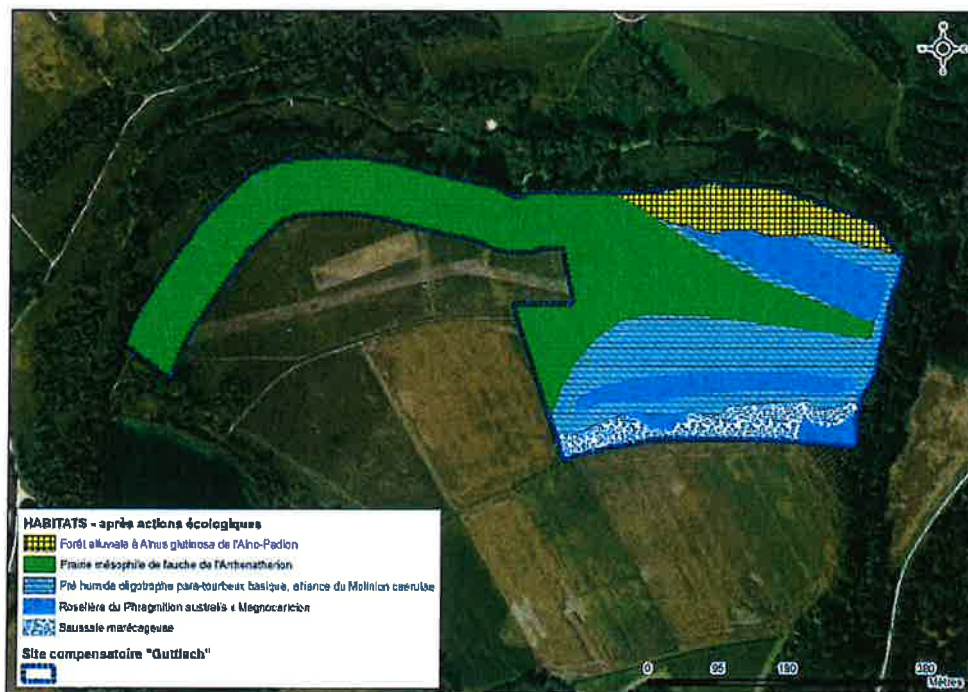 HABITATS - après actions écologiques
Forêt alluviale à Alnus glutinosa de l'Alno-Padion
Prairie mésophile de fauche de l'Arrhenatherion
Pré humide oligotrophe para-tourbeux basique, alliance du Molinion caerulae
Roselière du Phragmition australis x Magnocaricion
Saussaie marécageuse
Site compensatoire "Guttlach"
0 95 190 380
Mètres